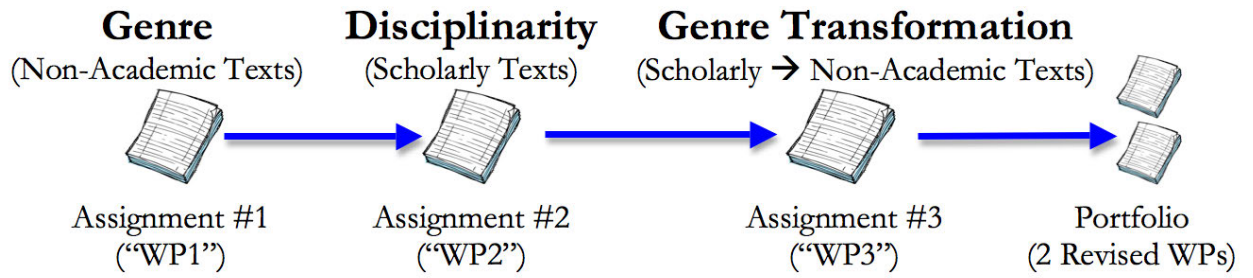 Genre
(Non-Academic Texts)
Assignment #1
(“WP1”)
Disciplinarity
(Scholarly Texts)
Assignment #2
(“WP2”)
Genre Transformation
(Scholarly → Non-Academic Texts)
Assignment #3
(“WP3”)
Portfolio
(2 Revised WPs)